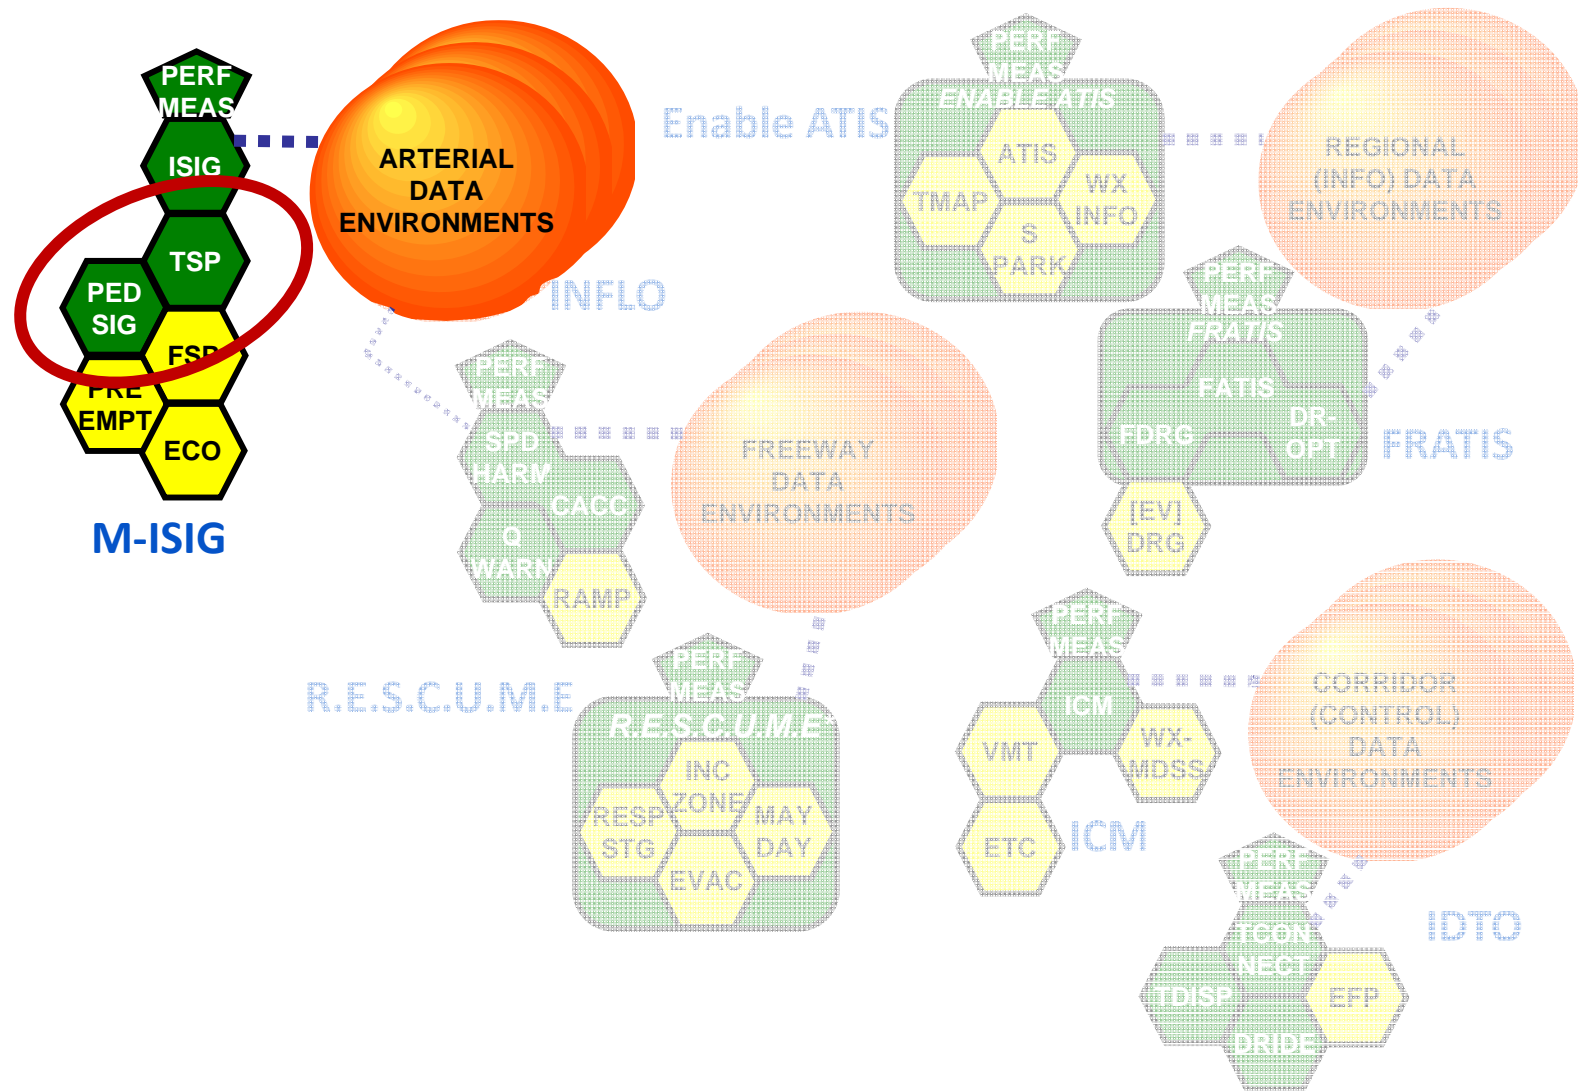 PERF
MEAS
ISIG
TSP
PED
SIG
FSP
PRE
EMPT
ECO
M-ISIG
ARTERIAL
DATA
ENVIRONMENTS
Enable ATIS
PERF
MEAS
ENABLE ATIS
ATIS
TMAP
WX
INFO
S
PARK
REGIONAL
(INFO) DATA
ENVIRONMENTS
INFLO
PERF
MEAS
SPD
HARM
CACC
Q
WARN
RAMP
FREEWAY
DATA
ENVIRONMENTS
PERF
MEAS
FRATIS
FATIS
FDRG
DR-
OPT
[EV]
DRG
FRATIS
R.E.S.C.U.M.E
PERF
MEAS
R.E.S.C.U.M.E*
INC
ZONE
RESP
STG
MAY
DAY
EVAC
PERF
MEAS
ICM
VMT
WX-
MDSS
ETC
ICM
CORRIDOR
(CONTROL)
DATA
ENVIRONMENTS
PERF
MEAS
TCON
NECT
TDISP
EFP
DRIDE
IDTO